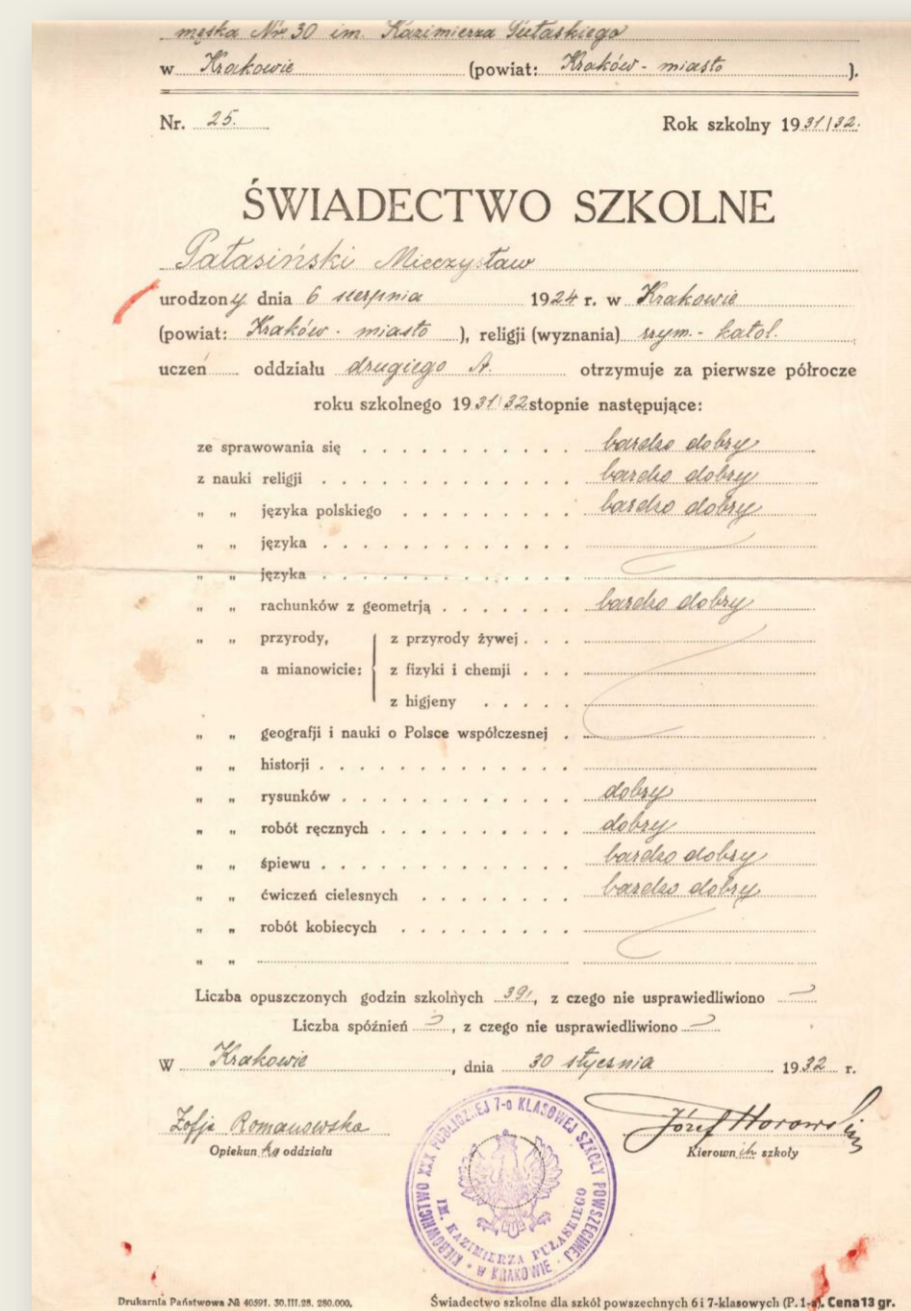 męska Nr. 30 im. Kazimierza Pułaskiego
w Krakowie (powiat: Kraków - miasto ).
Nr. 25. Rok szkolny 1931/32.
ŚWIADECTWO SZKOLNE
Pałasiński Mieczysław
urodzony dnia 6 sierpnia 1924 r. w Krakowie
(powiat: Kraków - miasto ), religji (wyznania) rzym.- katol.
uczeń oddziału drugiego A. otrzymuje za pierwsze półrocze
roku szkolnego 1931/32 stopnie następujące:
ze sprawowania się . . . . . . . . . . . bardzo dobry
z nauki religji . . . . . . . . . . . . bardzo dobry
" " języka polskiego . . . . . . . . . bardzo dobry
" " języka . . . . . . . . . . . . .
" " języka . . . . . . . . . . . . .
" " rachunków z geometrją . . . . . . . bardzo dobry
" " przyrody, z przyrody żywej . . .
a mianowicie: z fizyki i chemji . . .
z higjeny . . . . .
" " geografji i nauki o Polsce współczesnej .
" " historji . . . . . . . . . . . . .
" " rysunków . . . . . . . . . . . . dobry
" " robót ręcznych . . . . . . . . . . dobry
" " śpiewu . . . . . . . . . . . . . bardzo dobry
" " ćwiczeń cielesnych . . . . . . . . bardzo dobry
" " robót kobiecych . . . . . . . . .
" "
Liczba opuszczonych godzin szkolnych 39, z czego nie usprawiedliwiono
Liczba spóźnień , z czego nie usprawiedliwiono
W Krakowie , dnia 30 stycznia 1932 r.
Zofja Romanowska Józef
Opiekunka oddziału Kierownik szkoły
KIEROWNICTWO XXX PUBLICZNEJ 7-o KLASOWEJ SZKOŁY POWSZECHNEJ
IM. KAZIMIERZA PUŁASKIEGO
W KRAKOWIE
Drukarnia Państwowa № 40591. 30.III.28. 280.000. Świadectwo szkolne dla szkół powszechnych 6 i 7-klasowych (P. Cena 13 gr.